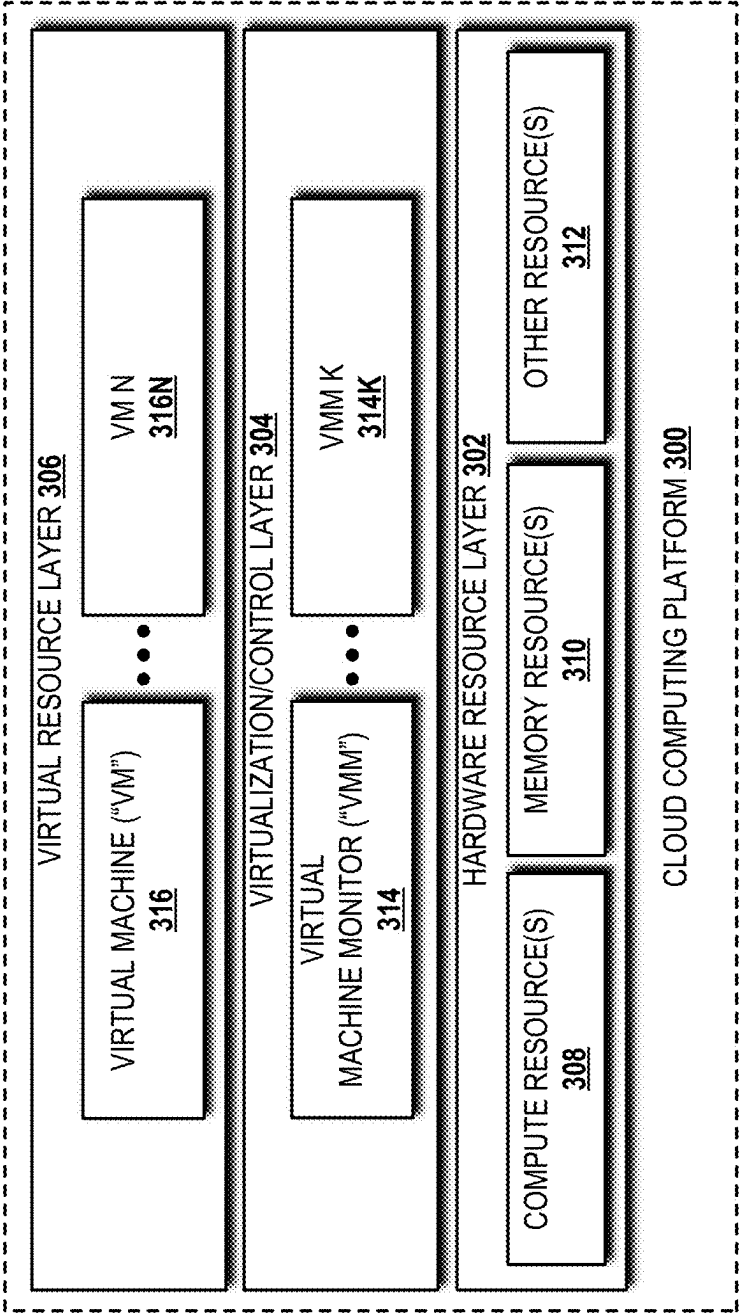 VIRTUAL RESOURCE LAYER 306
VIRTUAL MACHINE (“VM”)
316
VM N
316N
VIRTUALIZATION/CONTROL LAYER 304
VIRTUAL
MACHINE MONITOR (“VMM”)
314
VMM K
314K
HARDWARE RESOURCE LAYER 302
COMPUTE RESOURCE(S)
308
MEMORY RESOURCE(S)
310
OTHER RESOURCE(S)
312
CLOUD COMPUTING PLATFORM 300